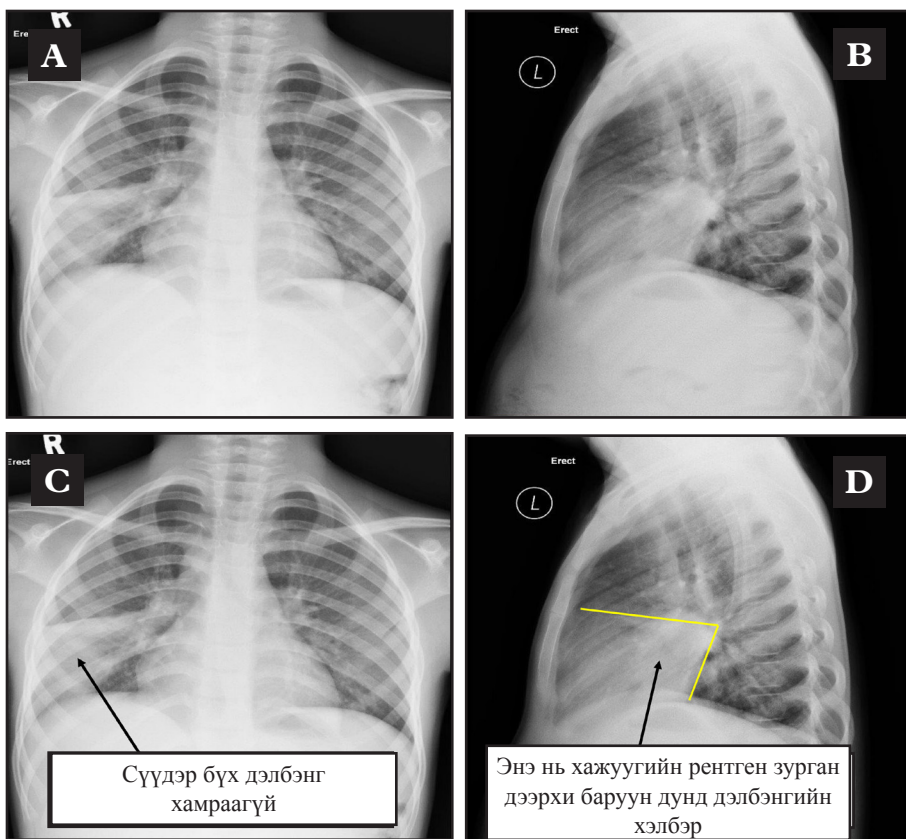 R
Erect
A
Erect
L
B
R
Erect
C
Erect
L
D
Сүүдэр бүх дэлбэнг
хамраагүй
Энэ нь хажуугийн рентген зурган
дээрхи баруун дунд дэлбэнгийн
хэлбэр